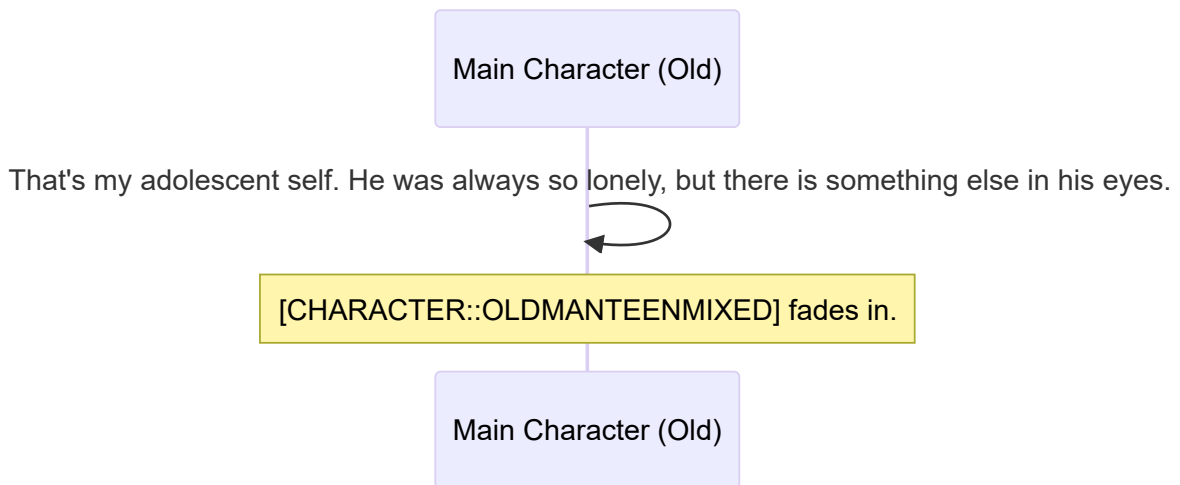 Main Character (Old)
That's my adolescent self. He was always so lonely, but there is something else in his eyes.
[CHARACTER::OLDMANTEENMIXED] fades in.
Main Character (Old)